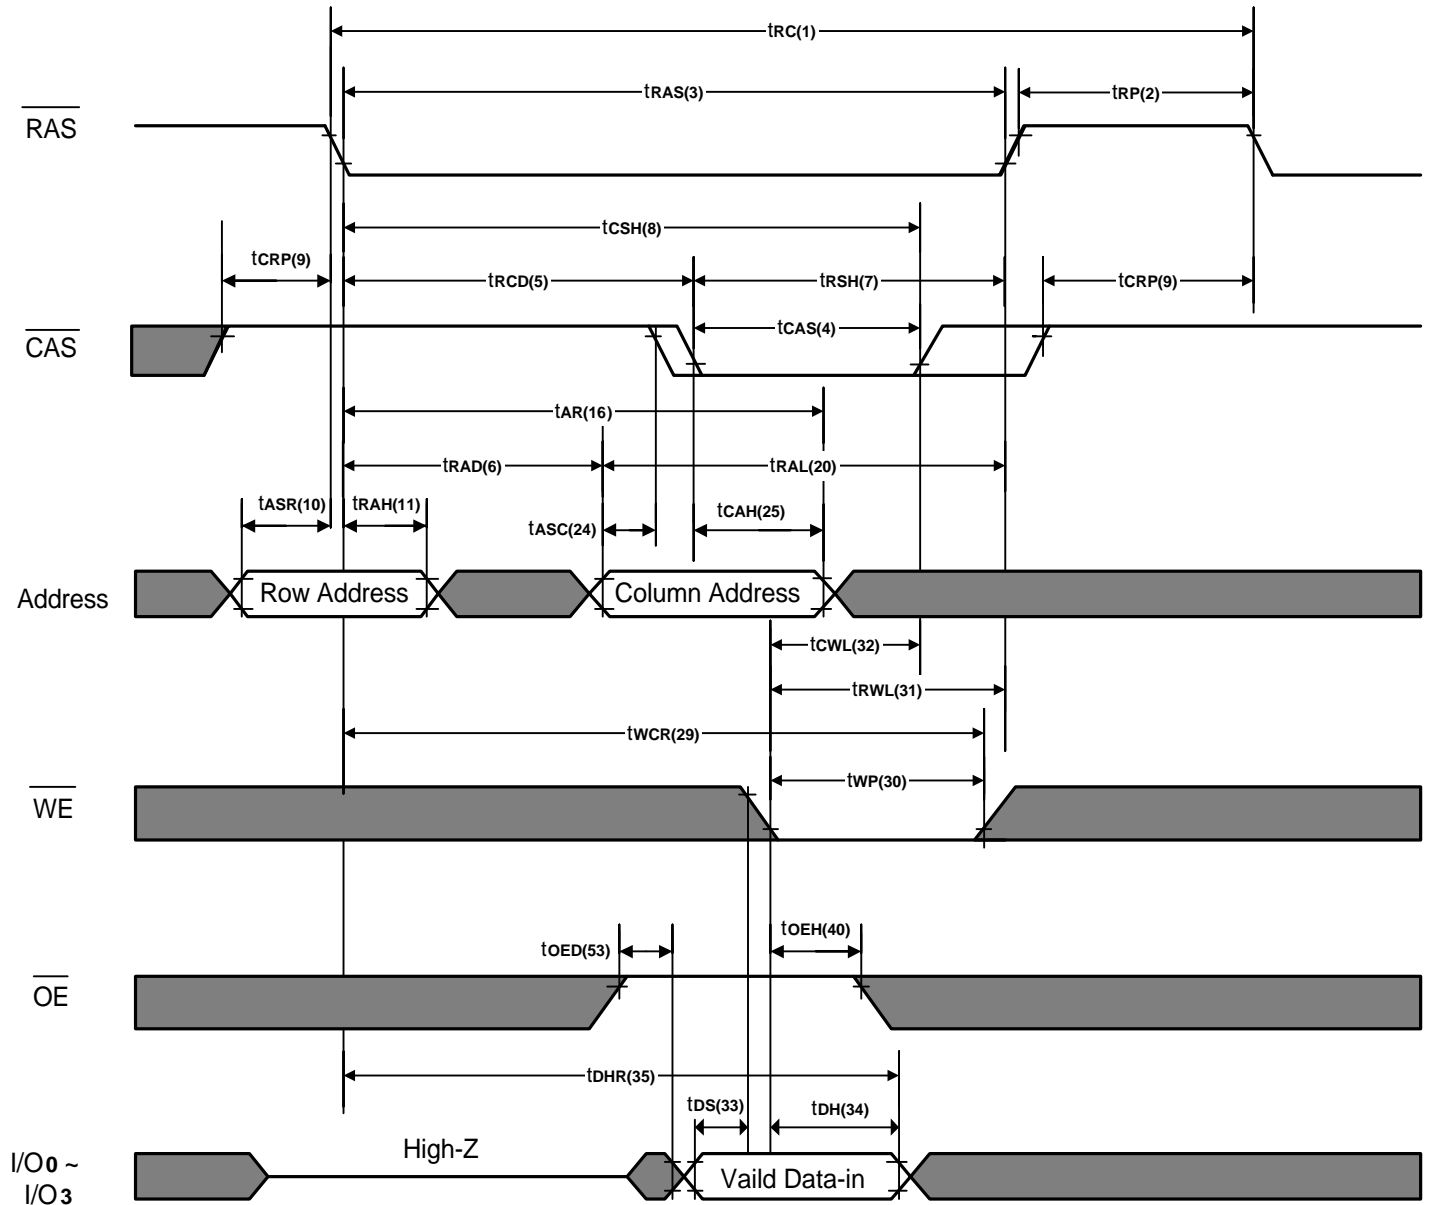 tRC(1)
tRAS(3)
tRP(2)
RAS
tCSH(8)
tCRP(9)
tRCD(5)
tRSH(7)
tCRP(9)
CAS
tCAS(4)
tAR(16)
tRAD(6)
tRAL(20)
tASR(10)
tRAH(11)
tASC(24)
tCAH(25)
Address
Row Address
Column Address
tCWL(32)
tRWL(31)
tWCR(29)
tWP(30)
WE
tOED(53)
tOEH(40)
OE
tDHR(35)
tDS(33)
tDH(34)
High-Z
I/O0 ~
I/O3
Vaild Data-in